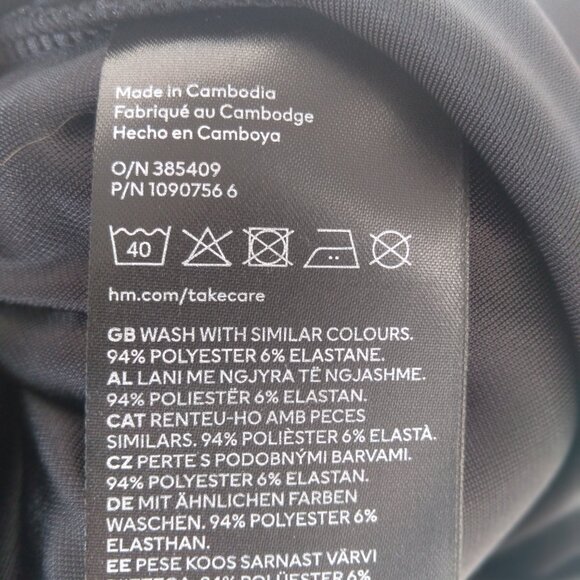 Made in Cambodia
Fabriqué au Cambodge
Hecho en Camboya
O/N 385409
P/N 1090756 6
40
hm.com/takecare
GB WASH WITH SIMILAR COLOURS.
94% POLYESTER 6% ELASTANE.
AL LANI ME NGJYRA TË NGJASHME.
94% POLIESTËR 6% ELASTAN.
CAT RENTEU-HO AMB PECES
SIMILARS. 94% POLIÈSTER 6% ELASTÀ.
CZ PERTE S PODOBNÝMI BARVAMI.
94% POLYESTER 6% ELASTAN.
DE MIT ÄHNLICHEN FARBEN
WASCHEN. 94% POLYESTER 6%
ELASTHAN.
EE PESE KOOS SARNAST VÄRVI
94% POLÜESTER 6%